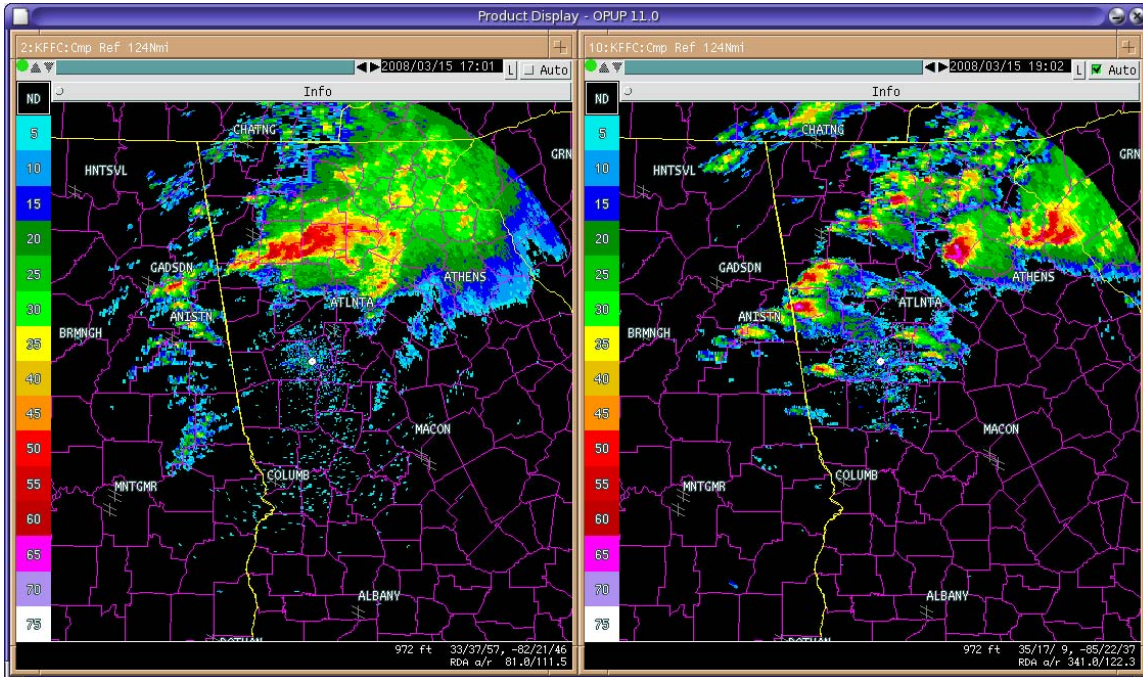 Product Display - OPUP 11.0
2:KFFC:Cmp Ref 124Nmi
2008/03/15 17:01 L Auto
Info
ND
5
10
15
20
25
30
35
40
45
50
55
60
65
70
75
CHATNG
GRN
HNTSVL
GADSDN
ATHENS
ATLNTA
ANISTN
BRMNGH
MACON
COLUMB
MNTGMR
ALBANY
DOTHAN
972 ft 33/37/57, -82/21/46
RDA a/r 81.0/111.5
10:KFFC:Cmp Ref 124Nmi
2008/03/15 19:02 L Auto
Info
ND
5
10
15
20
25
30
35
40
45
50
55
60
65
70
75
CHATNG
GRN
HNTSVL
GADSDN
ATHENS
ATLNTA
ANISTN
BRMNGH
MACON
COLUMB
MNTGMR
ALBANY
DOTHAN
972 ft 35/17/ 9, -85/22/37
RDA a/r 341.0/122.3